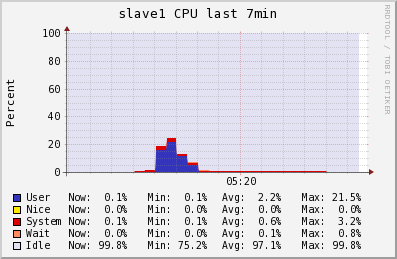 slave1 CPU last 7min
RRDTOOL / TOBI OETIKER
Percent
100
80
60
40
20
0
05:20
User Now: 0.1% Min: 0.1% Avg: 2.2% Max: 21.5%
Nice Now: 0.0% Min: 0.0% Avg: 0.0% Max: 0.0%
System Now: 0.1% Min: 0.1% Avg: 0.6% Max: 3.2%
Wait Now: 0.0% Min: 0.0% Avg: 0.1% Max: 0.8%
Idle Now: 99.8% Min: 75.2% Avg: 97.1% Max: 99.8%